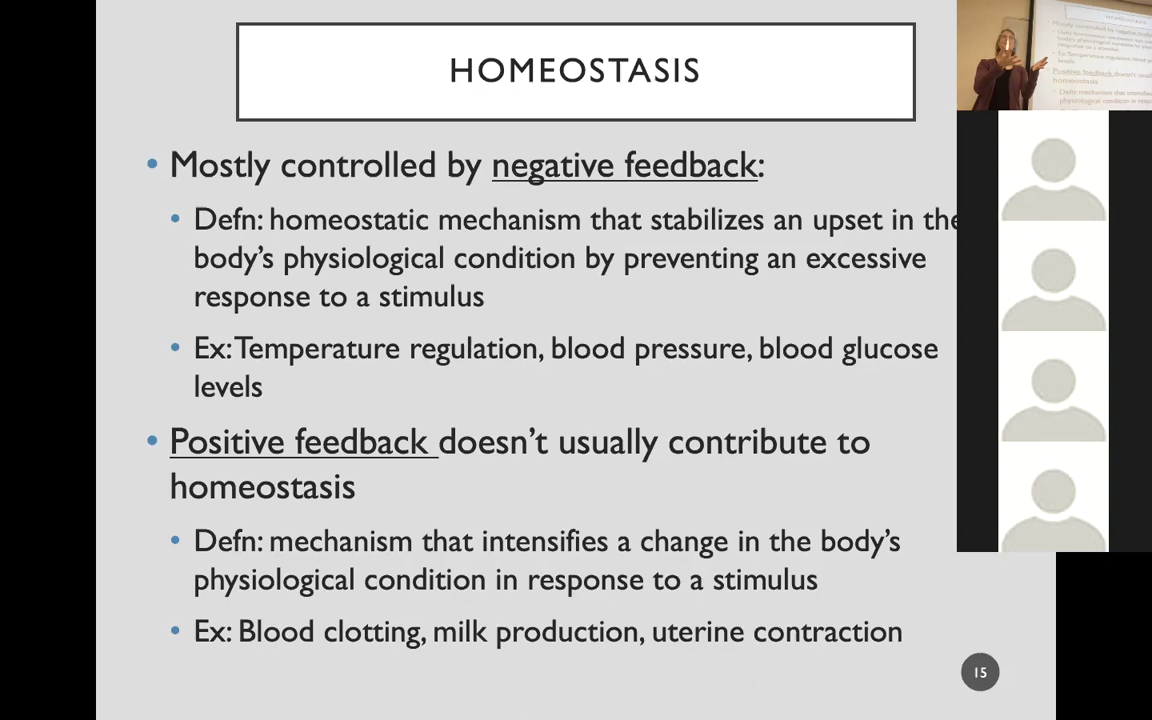 HOMEOSTASIS
• Mostly controlled by negative feedback:
• Defn: homeostatic mechanism that stabilizes an upset in the
body’s physiological condition by preventing an excessive
response to a stimulus
• Ex: Temperature regulation, blood pressure, blood glucose
levels
• Positive feedback doesn’t usually contribute to
homeostasis
• Defn: mechanism that intensifies a change in the body’s
physiological condition in response to a stimulus
• Ex: Blood clotting, milk production, uterine contraction
15